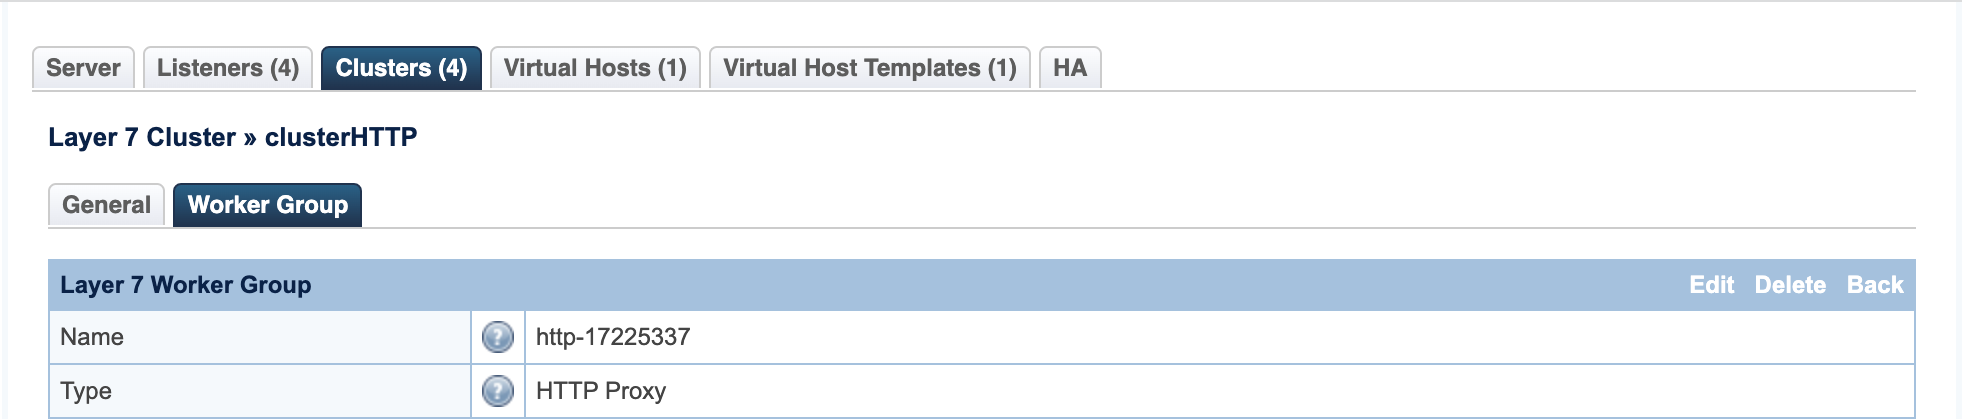 Server Listeners (4) Clusters (4) Virtual Hosts (1) Virtual Host Templates (1) HA
Layer 7 Cluster » clusterHTTP
General Worker Group
Layer 7 Worker Group Edit Delete Back
Name ? http-17225337
Type ? HTTP Proxy